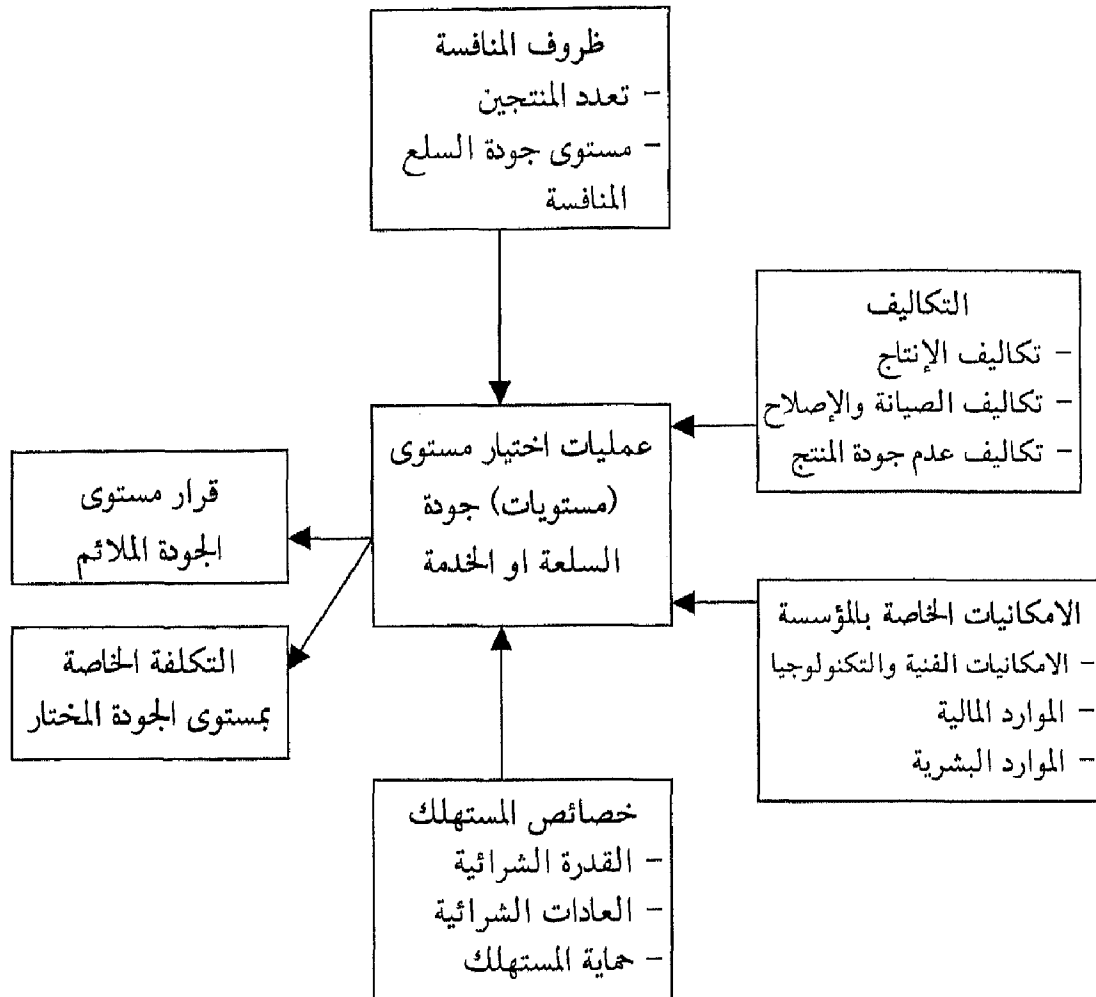 ظروف المنافسة
- تعدد المنتجين
- مستوى جودة السلع
المنافسة
التكاليف
- تكاليف الإنتاج
- تكاليف الصيانة والإصلاح
- تكاليف عدم جودة المنتج
عمليات اختيار مستوى
(مستويات) جودة
السلعة او الخدمة
قرار مستوى
الجودة الملائم
الامكانيات الخاصة بالمؤسسة
- الامكانيات الفنية والتكنولوجيا
- الموارد المالية
- الموارد البشرية
التكلفة الخاصة
بمستوى الجودة المختار
خصائص المستهلك
- القدرة الشرائية
- العادات الشرائية
- حماية المستهلك